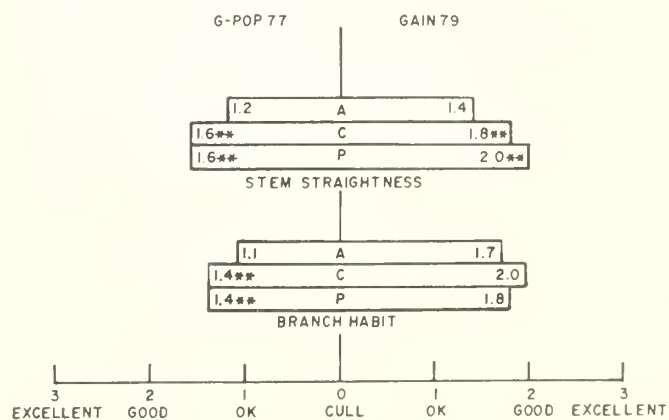 G-POP 77 GAIN 79
1.2 A 1.4
1.6** C 1.8**
1.6** P 2 0**
STEM STRAIGHTNESS
1.1 A 1.7
1.4** C 2.0
1.4** P 1.8
BRANCH HABIT
3 2 1 0 1 2 3
EXCELLENT GOOD OK CULL OK GOOD EXCELLENT